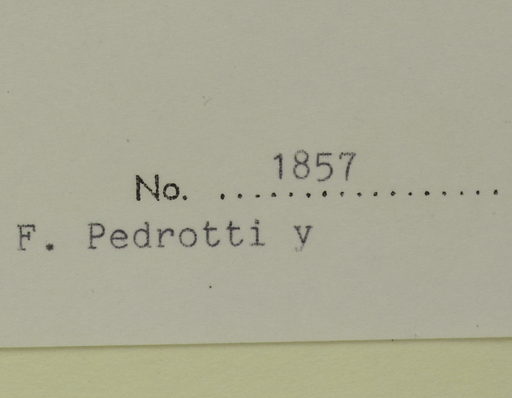 No. 1857
F. Pedrotti y